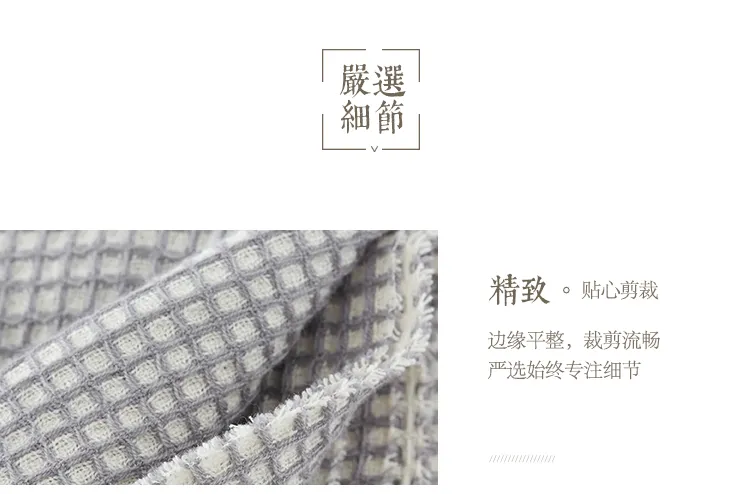 嚴選
細節
精致 。 贴心剪裁
边缘平整，裁剪流畅
严选始终专注细节